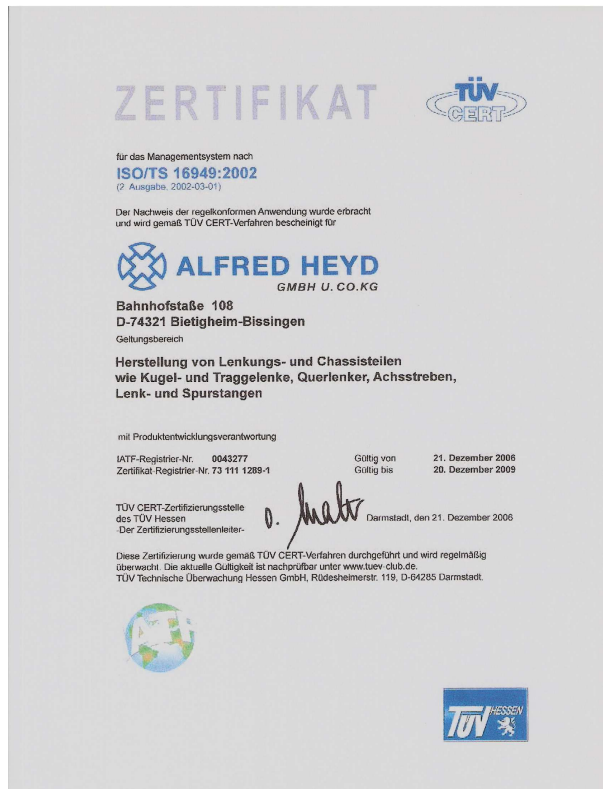 ZERTIFIKAT
TÜV
CERT
für das Managementsystem nach
ISO/TS 16949:2002
(2. Ausgabe, 2002-03-01)
Der Nachweis der regelkonformen Anwendung wurde erbracht
und wird gemäß TÜV CERT-Verfahren bescheinigt für
ALFRED HEYD
GMBH U. CO.KG
Bahnhofstaße 108
D-74321 Bietigheim-Bissingen
Geltungsbereich
Herstellung von Lenkungs- und Chassisteilen
wie Kugel- und Traggelenke, Querlenker, Achsstreben,
Lenk- und Spurstangen
mit Produktentwicklungsverantwortung
IATF-Registrier-Nr. 0043277 Gültig von 21. Dezember 2006
Zertifikat-Registrier-Nr. 73 111 1289-1 Gültig bis 20. Dezember 2009
TÜV CERT-Zertifizierungsstelle
des TÜV Hessen
-Der Zertifizierungsstellenleiter-
Darmstadt, den 21. Dezember 2006
Diese Zertifizierung wurde gemäß TÜV CERT-Verfahren durchgeführt und wird regelmäßig
überwacht. Die aktuelle Gültigkeit ist nachprüfbar unter www.tuev-club.de.
TÜV Technische Überwachung Hessen GmbH, Rüdesheimerstr. 119, D-64285 Darmstadt.
IATF
TÜV HESSEN